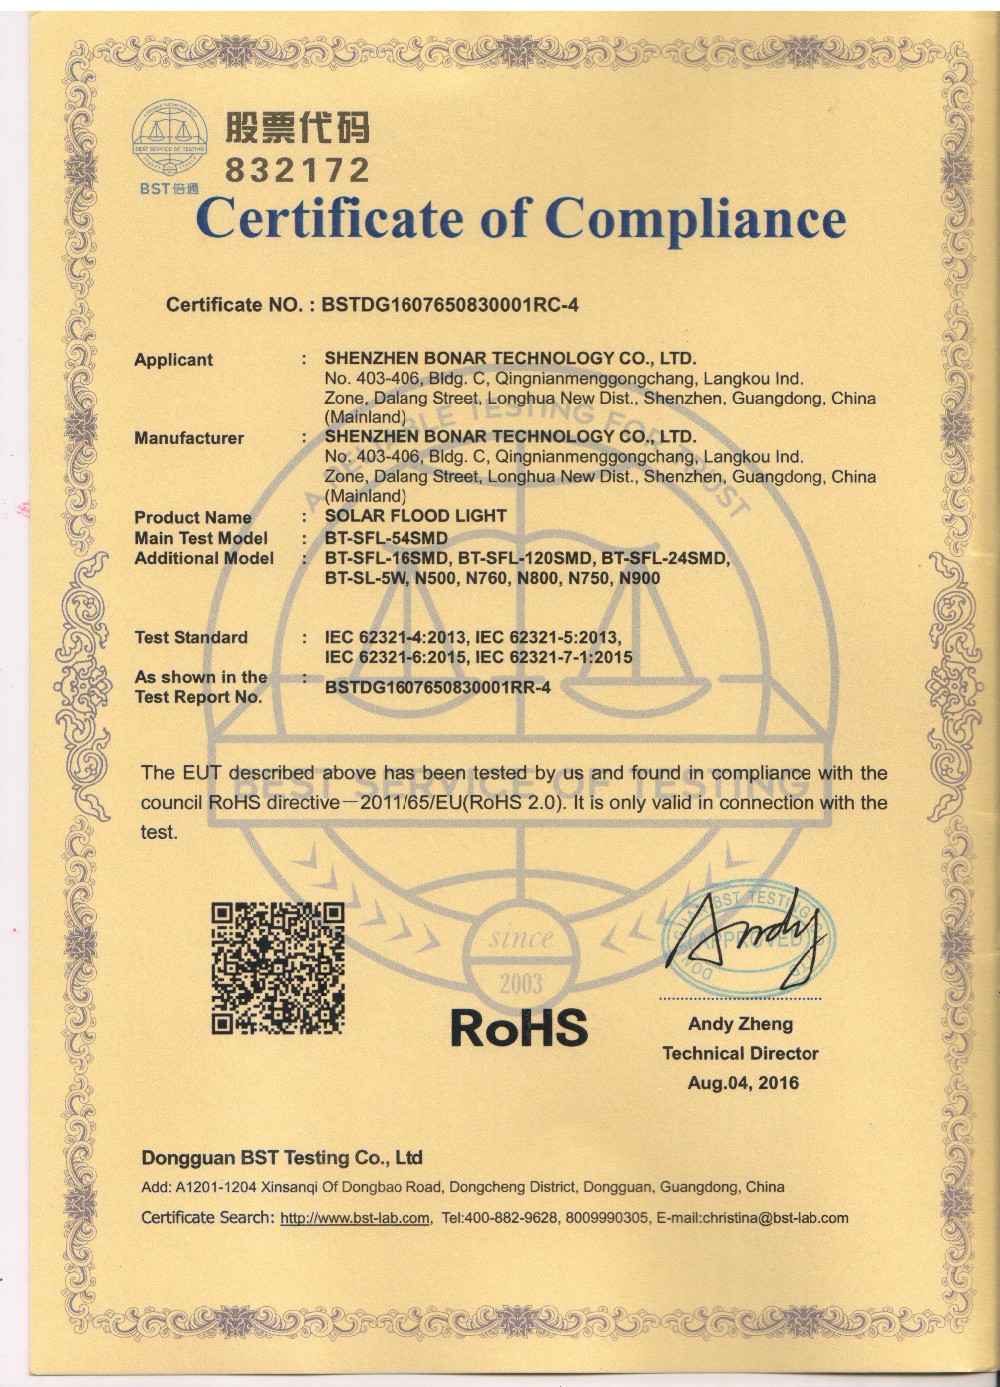 股票代码
832172
BEST SERVICE OF TESTING
BST倍通
Certificate of Compliance
Certificate NO. : BSTDG1607650830001RC-4
Applicant : SHENZHEN BONAR TECHNOLOGY CO., LTD.
No. 403-406, Bldg. C, Qingnianmenggongchang, Langkou Ind.
Zone, Dalang Street, Longhua New Dist., Shenzhen, Guangdong, China
(Mainland)
Manufacturer : SHENZHEN BONAR TECHNOLOGY CO., LTD.
No. 403-406, Bldg. C, Qingnianmenggongchang, Langkou Ind.
Zone, Dalang Street, Longhua New Dist., Shenzhen, Guangdong, China
(Mainland)
Product Name : SOLAR FLOOD LIGHT
Main Test Model : BT-SFL-54SMD
Additional Model : BT-SFL-16SMD, BT-SFL-120SMD, BT-SFL-24SMD,
BT-SL-5W, N500, N760, N800, N750, N900
Test Standard : IEC 62321-4:2013, IEC 62321-5:2013,
IEC 62321-6:2015, IEC 62321-7-1:2015
As shown in the
Test Report No. : BSTDG1607650830001RR-4
The EUT described above has been tested by us and found in compliance with the
council RoHS directive—2011/65/EU(RoHS 2.0). It is only valid in connection with the
test.
BEST SERVICE OF TESTING
since
2003
BST TESTING
APPROVED
Andy
RoHS
Andy Zheng
Technical Director
Aug.04, 2016
Dongguan BST Testing Co., Ltd
Add: A1201-1204 Xinsanqi Of Dongbao Road, Dongcheng District, Dongguan, Guangdong, China
Certificate Search: http://www.bst-lab.com, Tel:400-882-9628, 8009990305, E-mail:christina@bst-lab.com